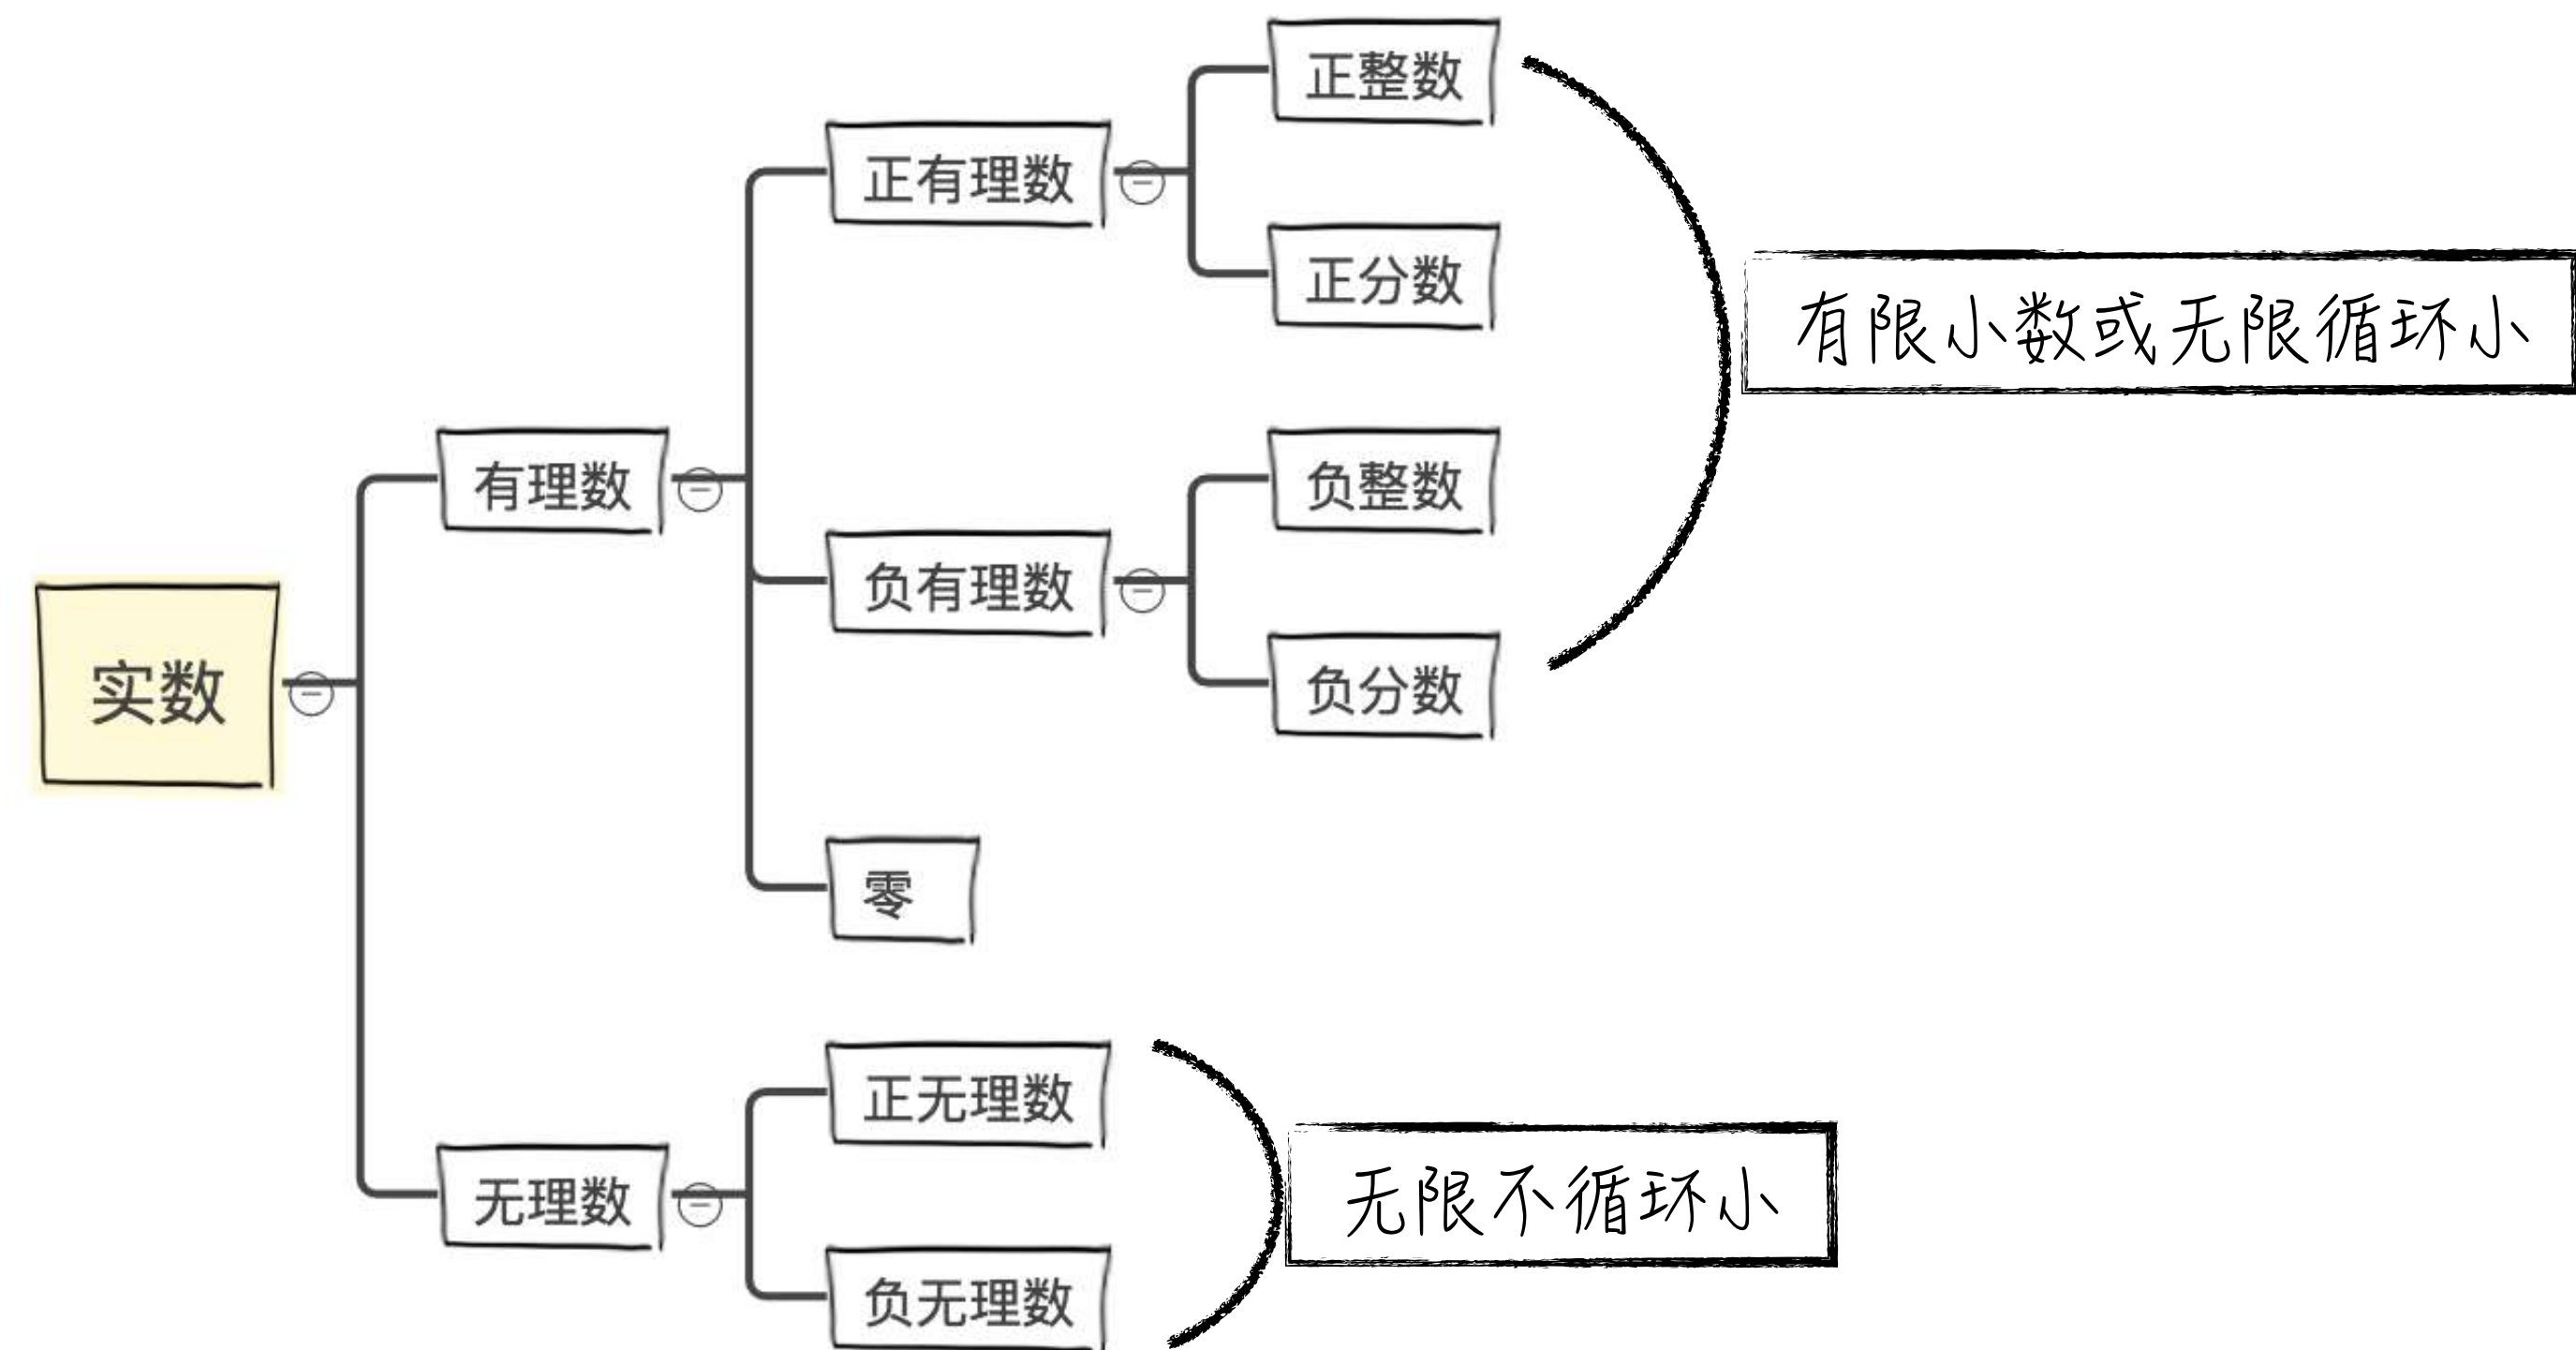 实数
有理数
正有理数
正整数
正分数
负有理数
负整数
负分数
零
有限小数或无限循环小
无理数
正无理数
负无理数
无限不循环小